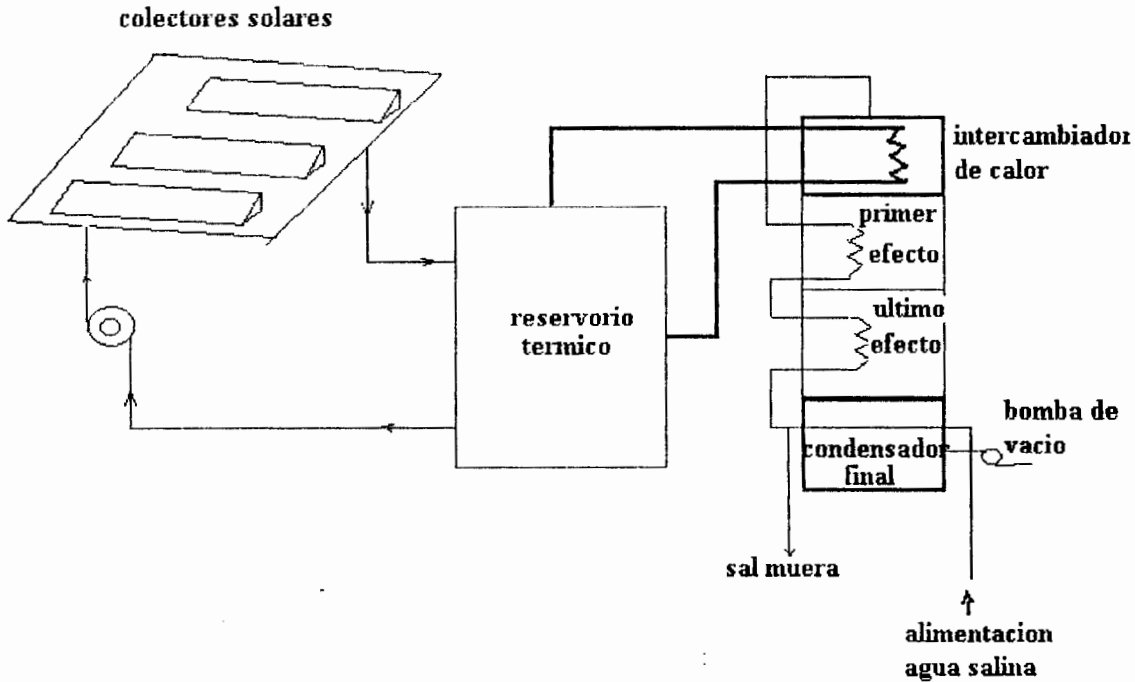 colectores solares
intercambiador
de calor
primer
efecto
ultimo
efecto
reservorio
termico
bomba de
vacio
condensador
final
sal muera
alimentacion
agua salina